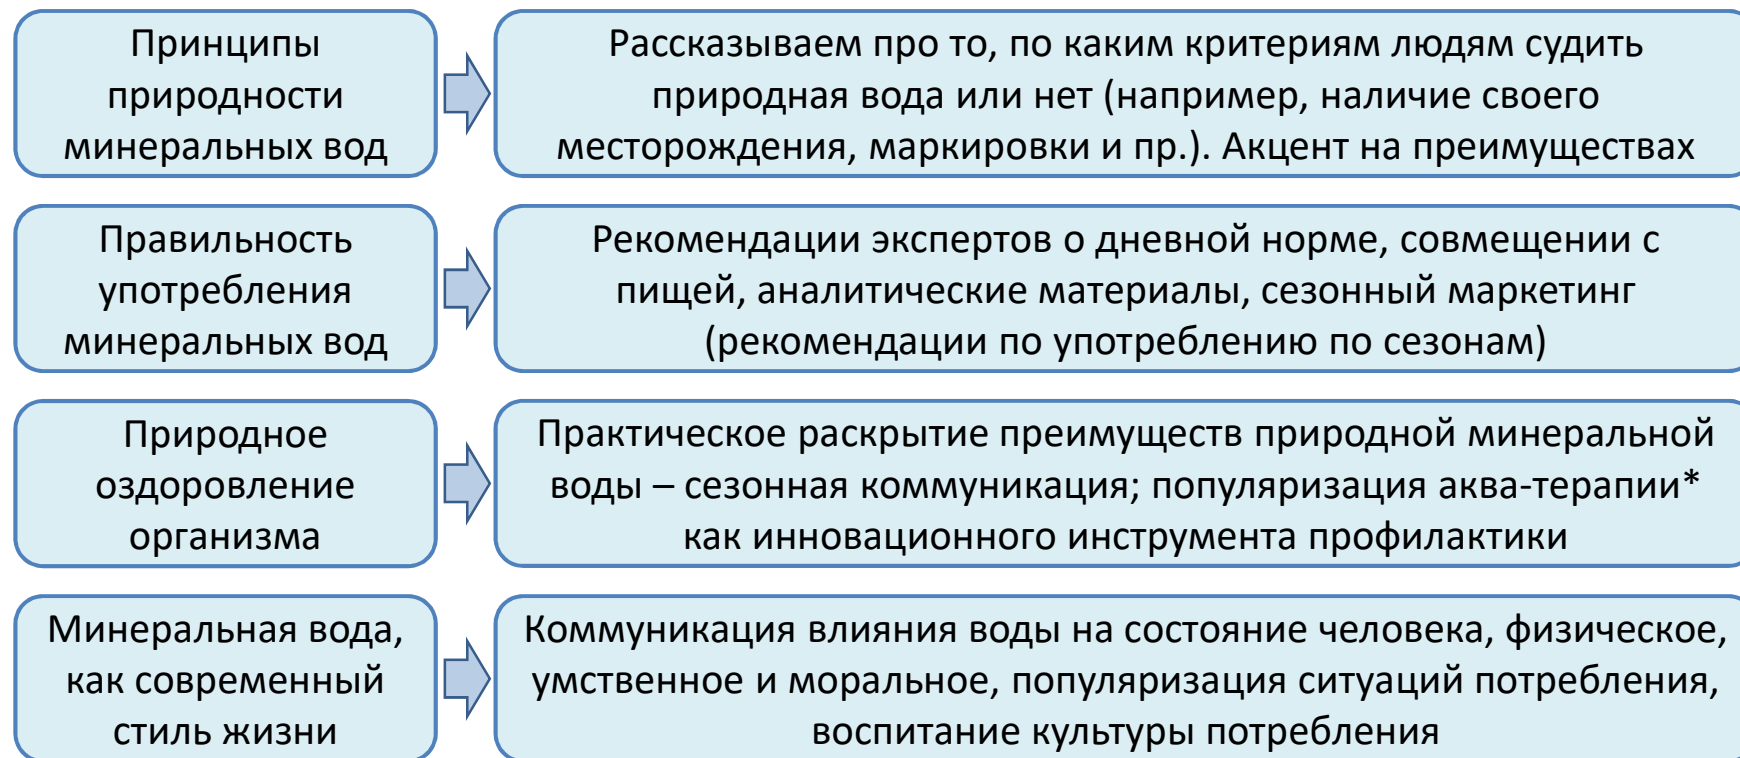 Принципы
природности
минеральных вод
Рассказываем про то, по каким критериям людям судить
природная вода или нет (например, наличие своего
месторождения, маркировки и пр.). Акцент на преимуществах
Правильность
употребления
минеральных вод
Рекомендации экспертов о дневной норме, совмещении с
пищей, аналитические материалы, сезонный маркетинг
(рекомендации по употреблению по сезонам)
Природное
оздоровление
организма
Практическое раскрытие преимуществ природной минеральной
воды – сезонная коммуникация; популяризация аква-терапии*
как инновационного инструмента профилактики
Минеральная вода,
как современный
стиль жизни
Коммуникация влияния воды на состояние человека, физическое,
умственное и моральное, популяризация ситуаций потребления,
воспитание культуры потребления